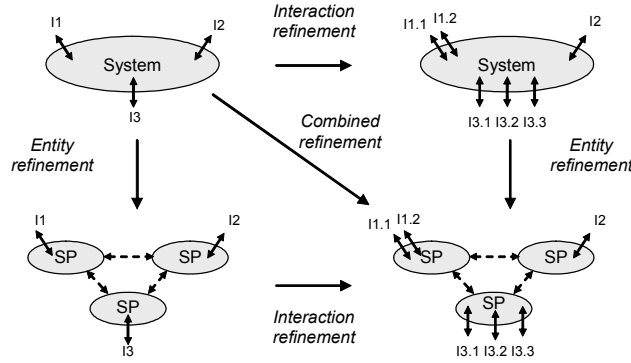 I1
I2
System
I3
Interaction
refinement
I1.1
I1.2
I2
System
I3.1 I3.2 I3.3
Entity
refinement
Combined
refinement
Entity
refinement
I1
I2
SP
SP
SP
I3
Interaction
refinement
I1.1
I1.2
I2
SP
SP
SP
I3.1 I3.2 I3.3